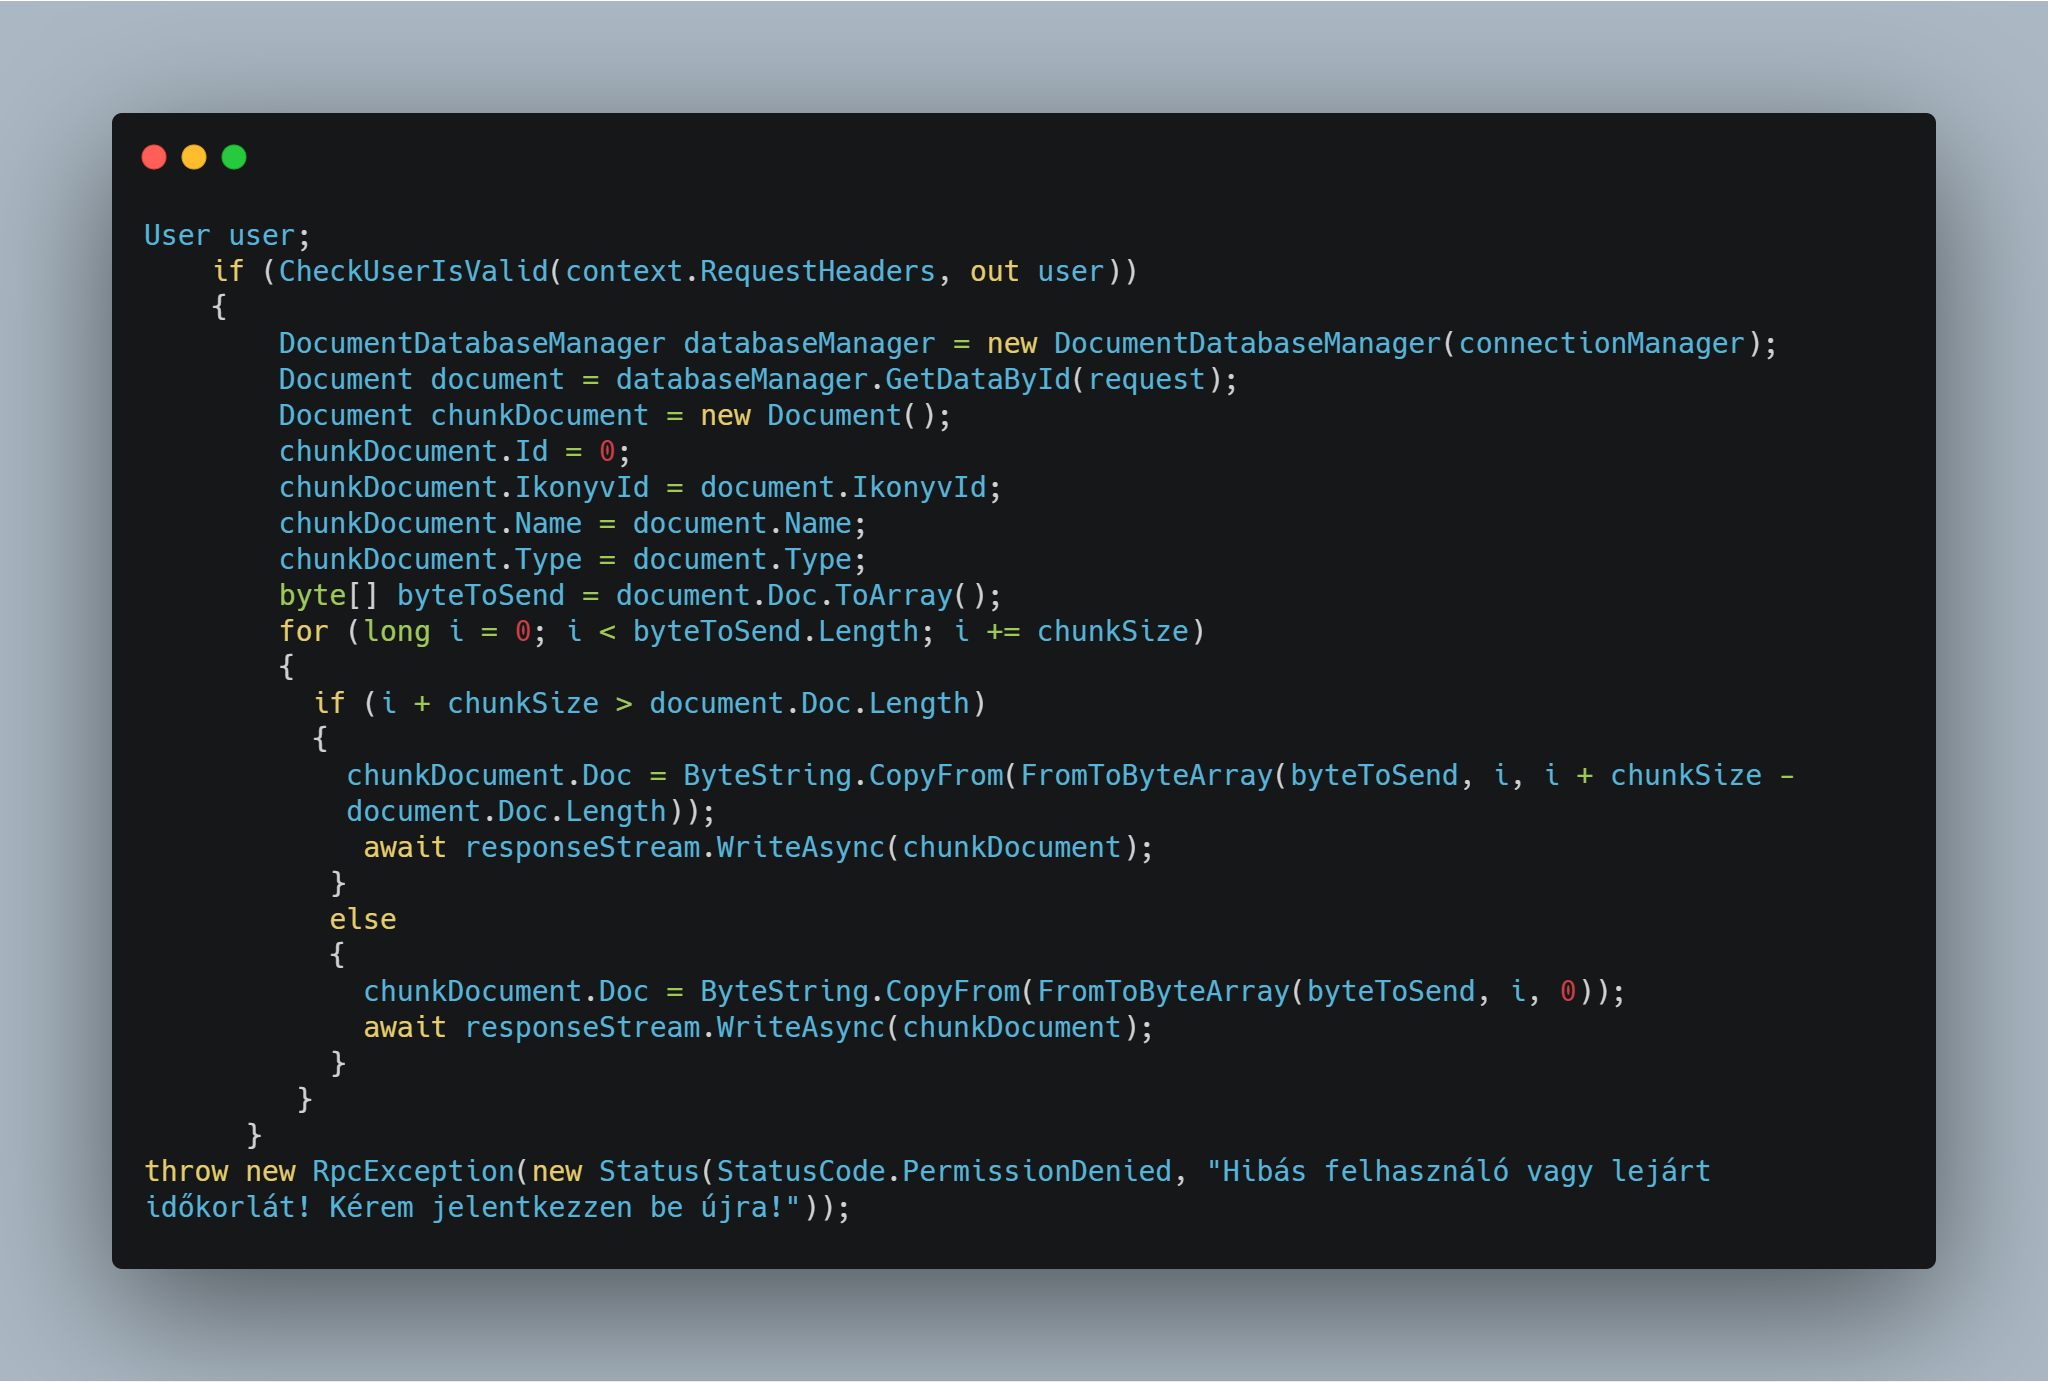 User user;
    if (CheckUserIsValid(context.RequestHeaders, out user))
    {
        DocumentDatabaseManager databaseManager = new DocumentDatabaseManager(connectionManager);
        Document document = databaseManager.GetDataById(request);
        Document chunkDocument = new Document();
        chunkDocument.Id = 0;
        chunkDocument.IkonyvId = document.IkonyvId;
        chunkDocument.Name = document.Name;
        chunkDocument.Type = document.Type;
        byte[] byteToSend = document.Doc.ToArray();
        for (long i = 0; i < byteToSend.Length; i += chunkSize)
        {
          if (i + chunkSize > document.Doc.Length)
          {
            chunkDocument.Doc = ByteString.CopyFrom(FromToByteArray(byteToSend, i, i + chunkSize -
            document.Doc.Length));
             await responseStream.WriteAsync(chunkDocument);
           }
           else
           {
             chunkDocument.Doc = ByteString.CopyFrom(FromToByteArray(byteToSend, i, 0));
             await responseStream.WriteAsync(chunkDocument);
           }
         }
      }
throw new RpcException(new Status(StatusCode.PermissionDenied, "Hibás felhasználó vagy lejárt
időkorlát! Kérem jelentkezzen be újra!"));